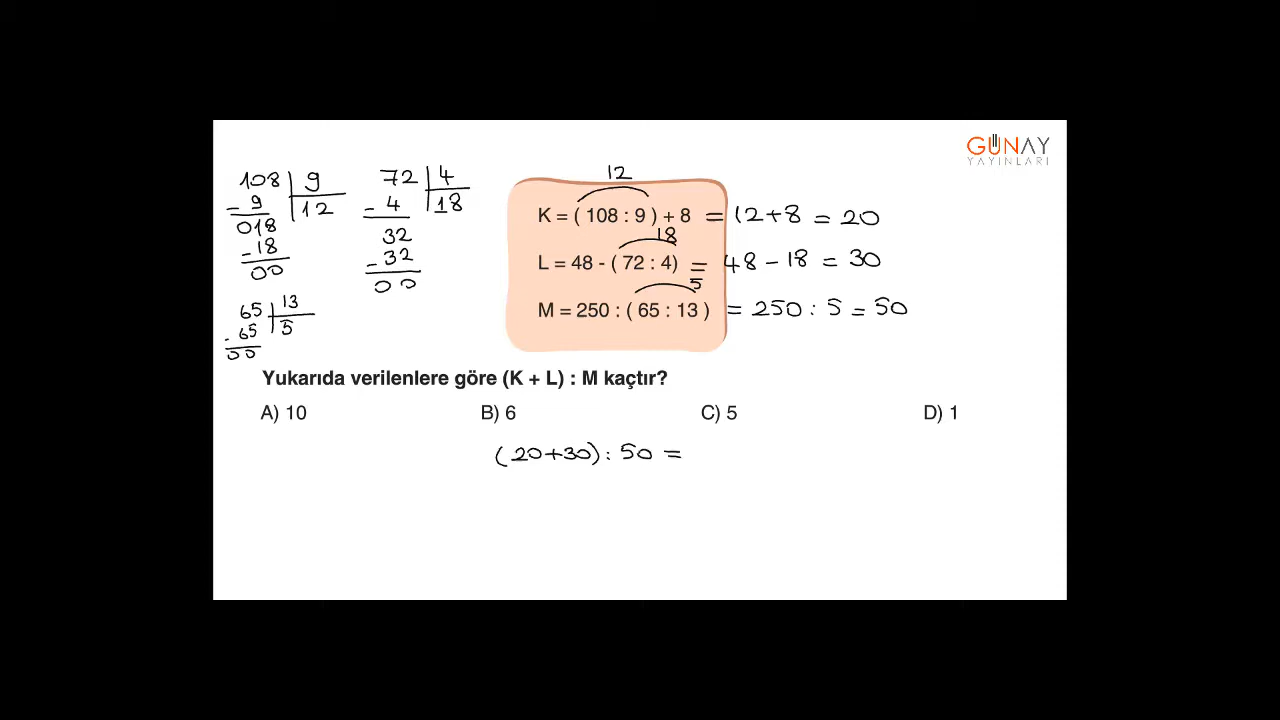 GÜNAY
YAYINLARI
108 9
- 9 12
018
- 18
00
72 4
- 4 18
32
- 32
00
65 13
- 65 5
00
12
K = ( 108 : 9 ) + 8 = 12 + 8 = 20
18
L = 48 - ( 72 : 4) = 48 - 18 = 30
5
M = 250 : ( 65 : 13 ) = 250 : 5 = 50
Yukarıda verilenlere göre (K + L) : M kaçtır?
A) 10 B) 6 C) 5 D) 1
(20+30) : 50 =